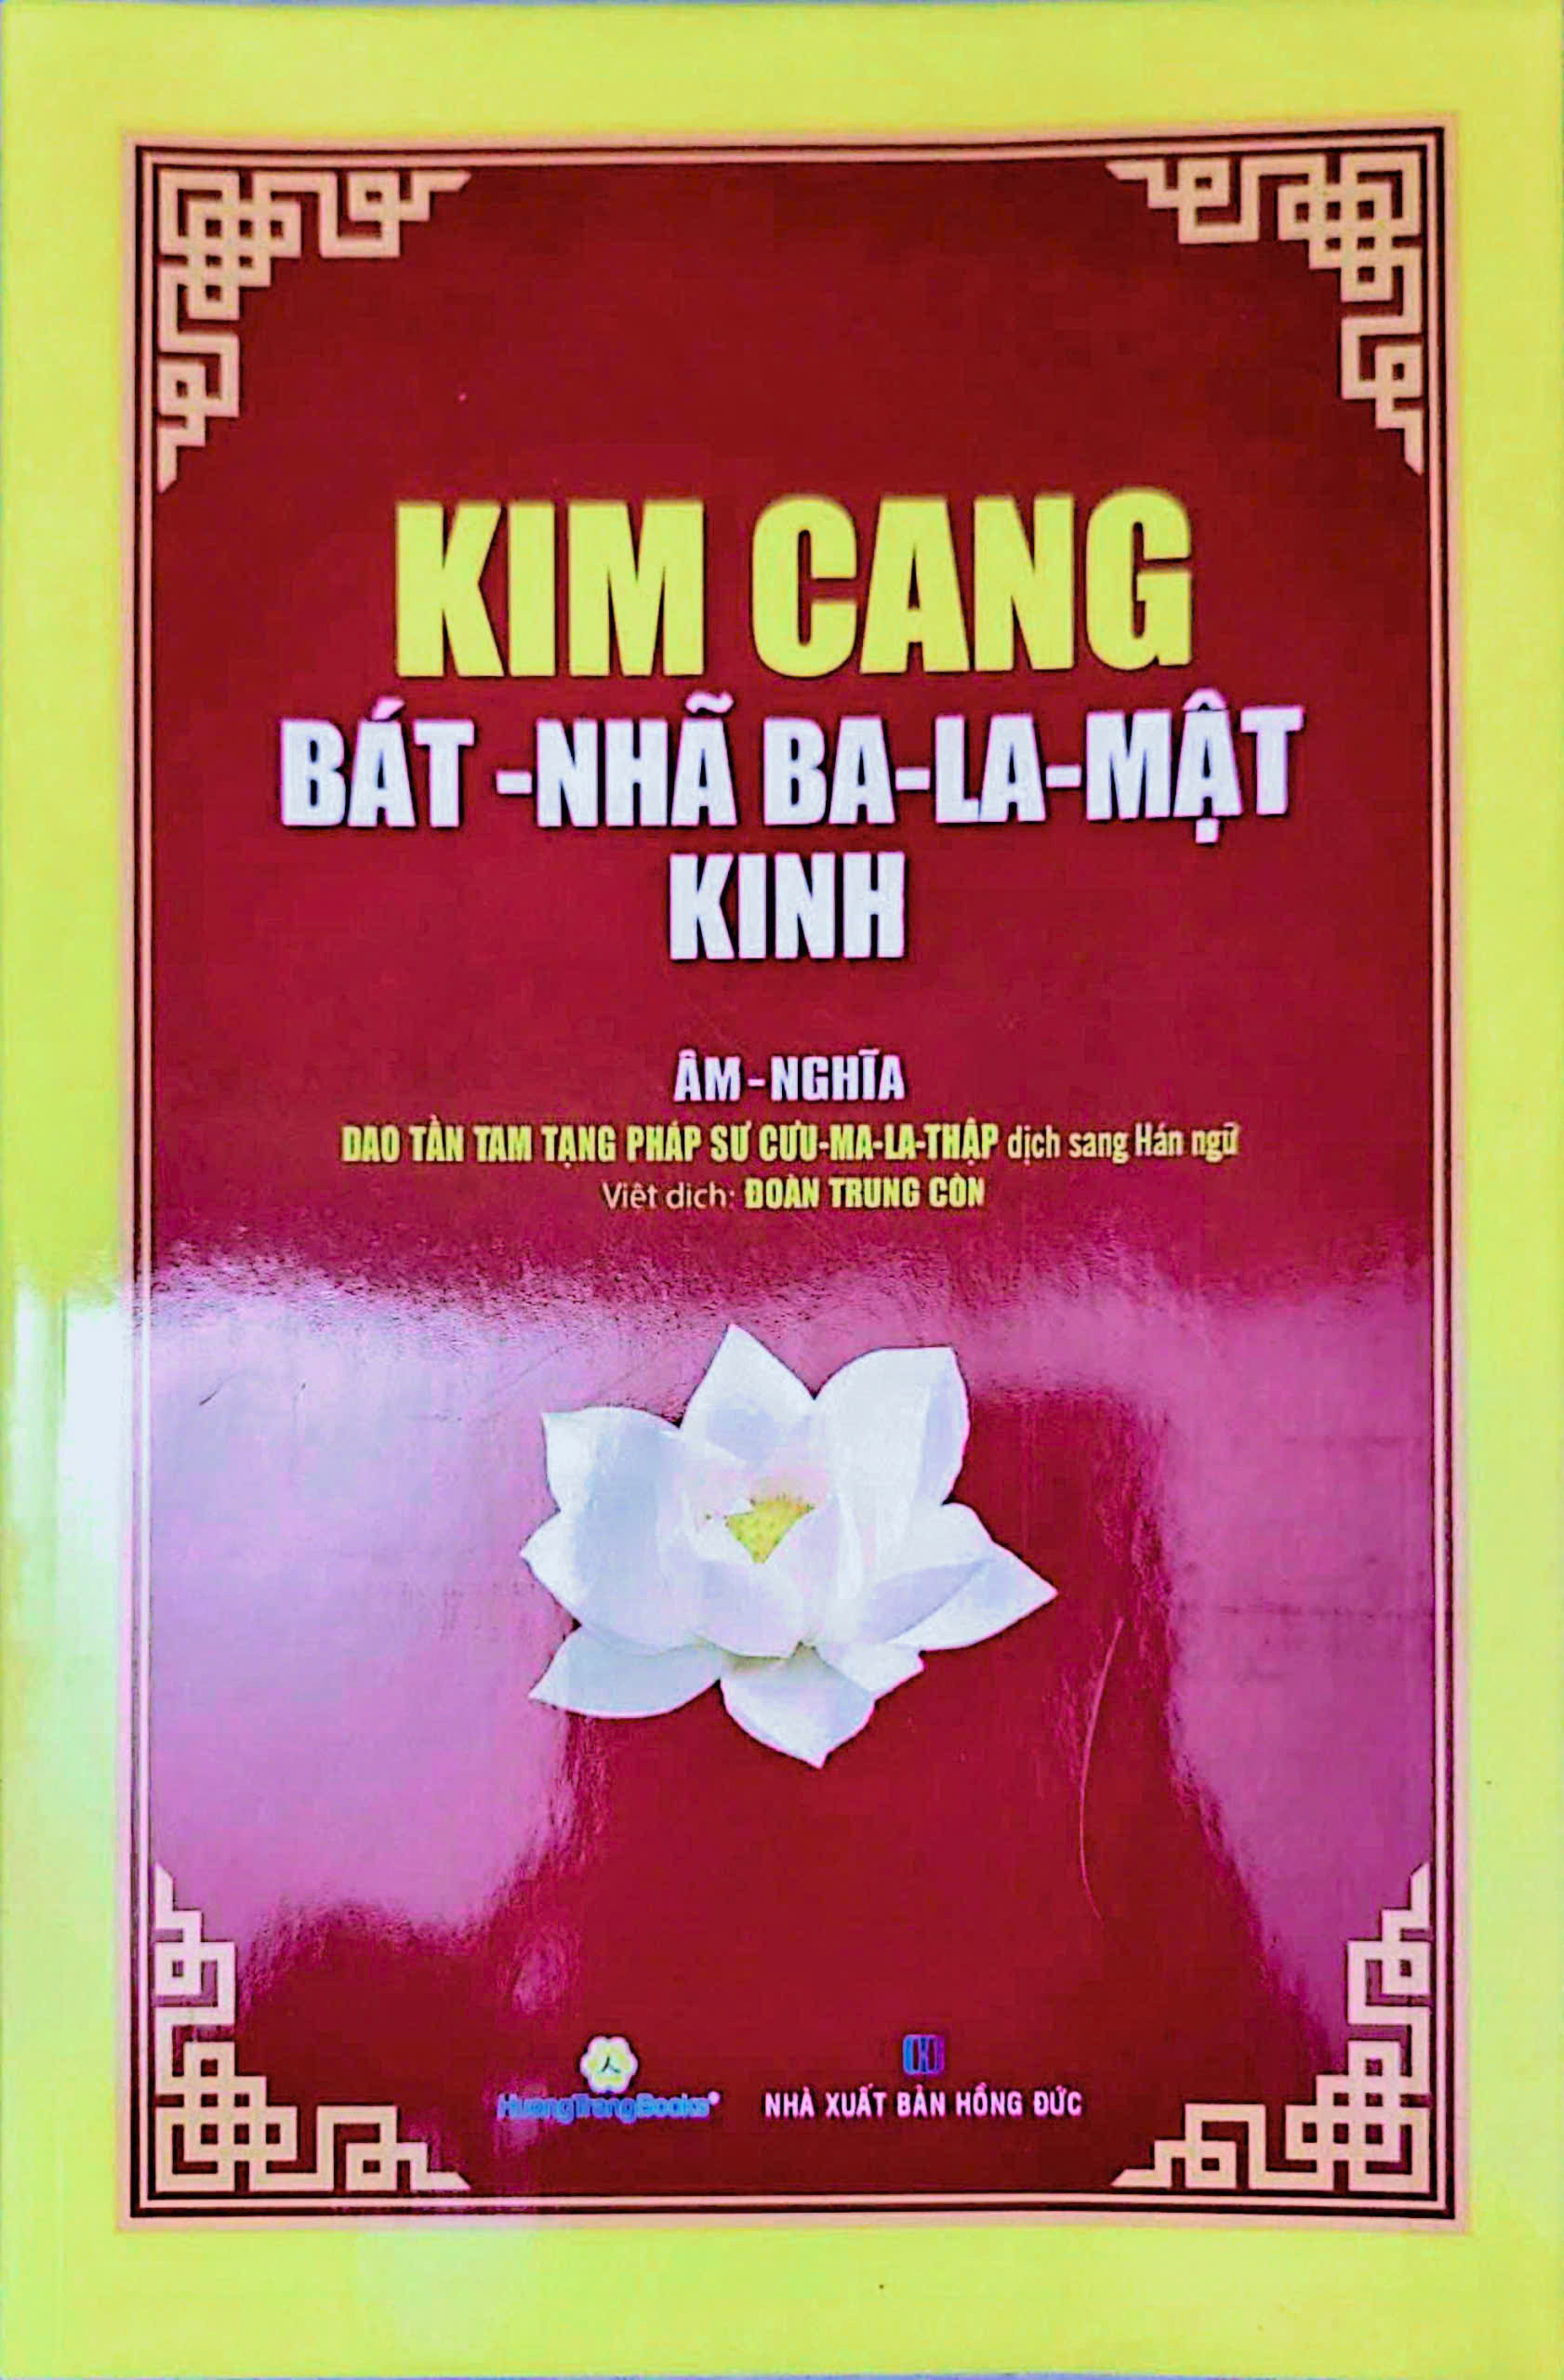 KIM CANG
BÁT -NHÃ BA-LA-MẬT
KINH
ÂM-NGHĨA
DAO TẦN TAM TẠNG PHÁP SƯ CƯU-MA-LA-THẬP dịch sang Hán ngữ
Việt dịch: ĐOÀN TRUNG CÒN
HuongTrangBooks®
NHÀ XUẤT BẢN HỒNG ĐỨC